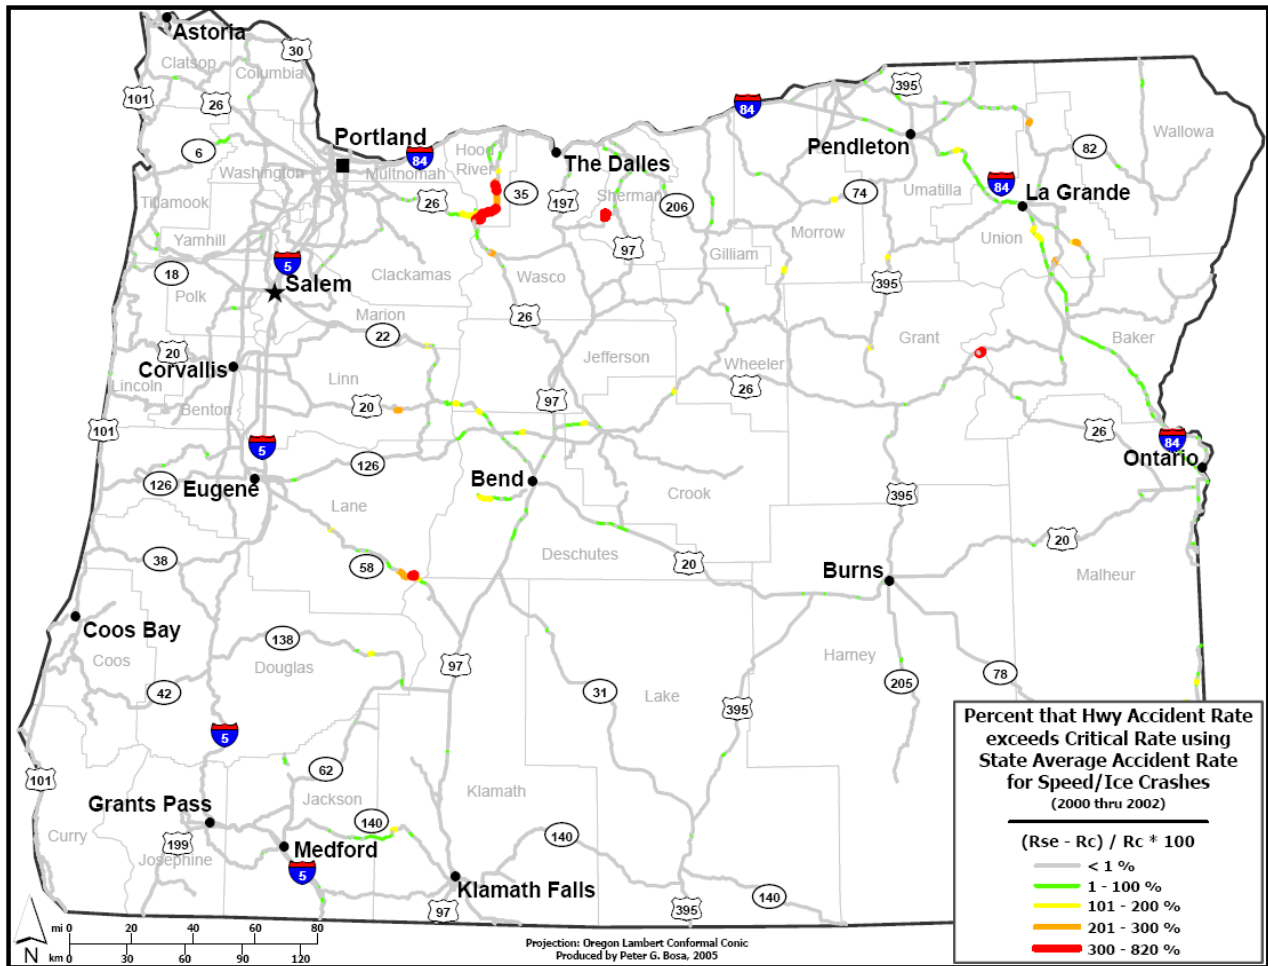 Astoria
30
Clatsop
Columbia
101
26
6
Portland
84
Washington
Multnomah
Hood
River
Tillamook
26
35
The Dalles
197
Sherman
206
84
395
Pendleton
Wallowa
82
74
Umatilla
84
La Grande
Union
Yamhill
18
5
Salem
Polk
Clackamas
Wasco
97
Gilliam
Morrow
395
Marion
22
26
Grant
Baker
20
Corvallis
Lincoln
Linn
Jefferson
Wheeler
26
Benton
20
97
101
5
26
84
Ontario
126
126
Eugene
Bend
Crook
395
Lane
38
58
Deschutes
20
20
Burns
Malheur
Coos Bay
Coos
138
Douglas
97
Harney
42
31
Lake
205
78
395
5
101
62
Grants Pass
Jackson
Klamath
140
140
Curry
199
Josephine
Medford
5
Klamath Falls
97
395
140
Percent that Hwy Accident Rate
exceeds Critical Rate using
State Average Accident Rate
for Speed/Ice Crashes
(2000 thru 2002)
(Rse - Rc) / Rc * 100
< 1 %
1 - 100 %
101 - 200 %
201 - 300 %
300 - 820 %
N
mi 0 20 40 60 80
km 0 30 60 90 120
Projection: Oregon Lambert Conformal Conic
Produced by Peter G. Bosa, 2005